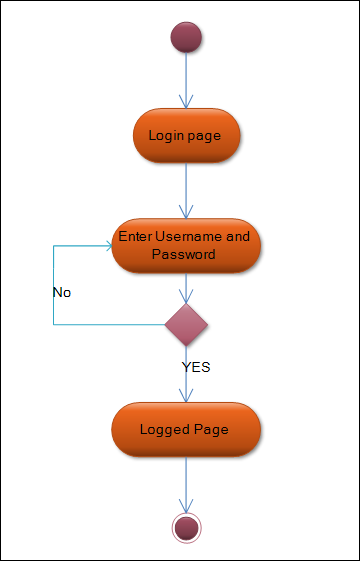 Login page
Enter Username and
Password
No
YES
Logged Page